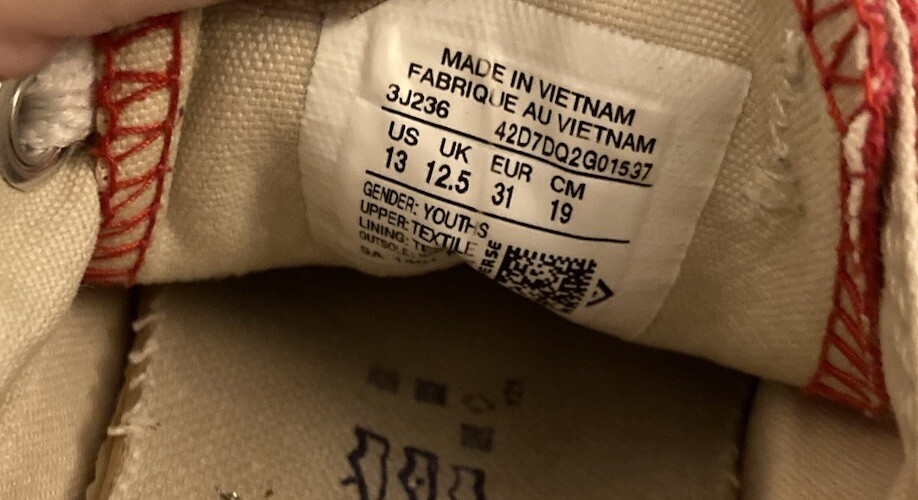 MADE IN VIETNAM
FABRIQUE AU VIETNAM
3J236 42D7DQ2G01537
US UK EUR CM
13 12.5 31 19
GENDER: YOUTHS
UPPER: TEXTILE
LINING:
OUTSOLE: